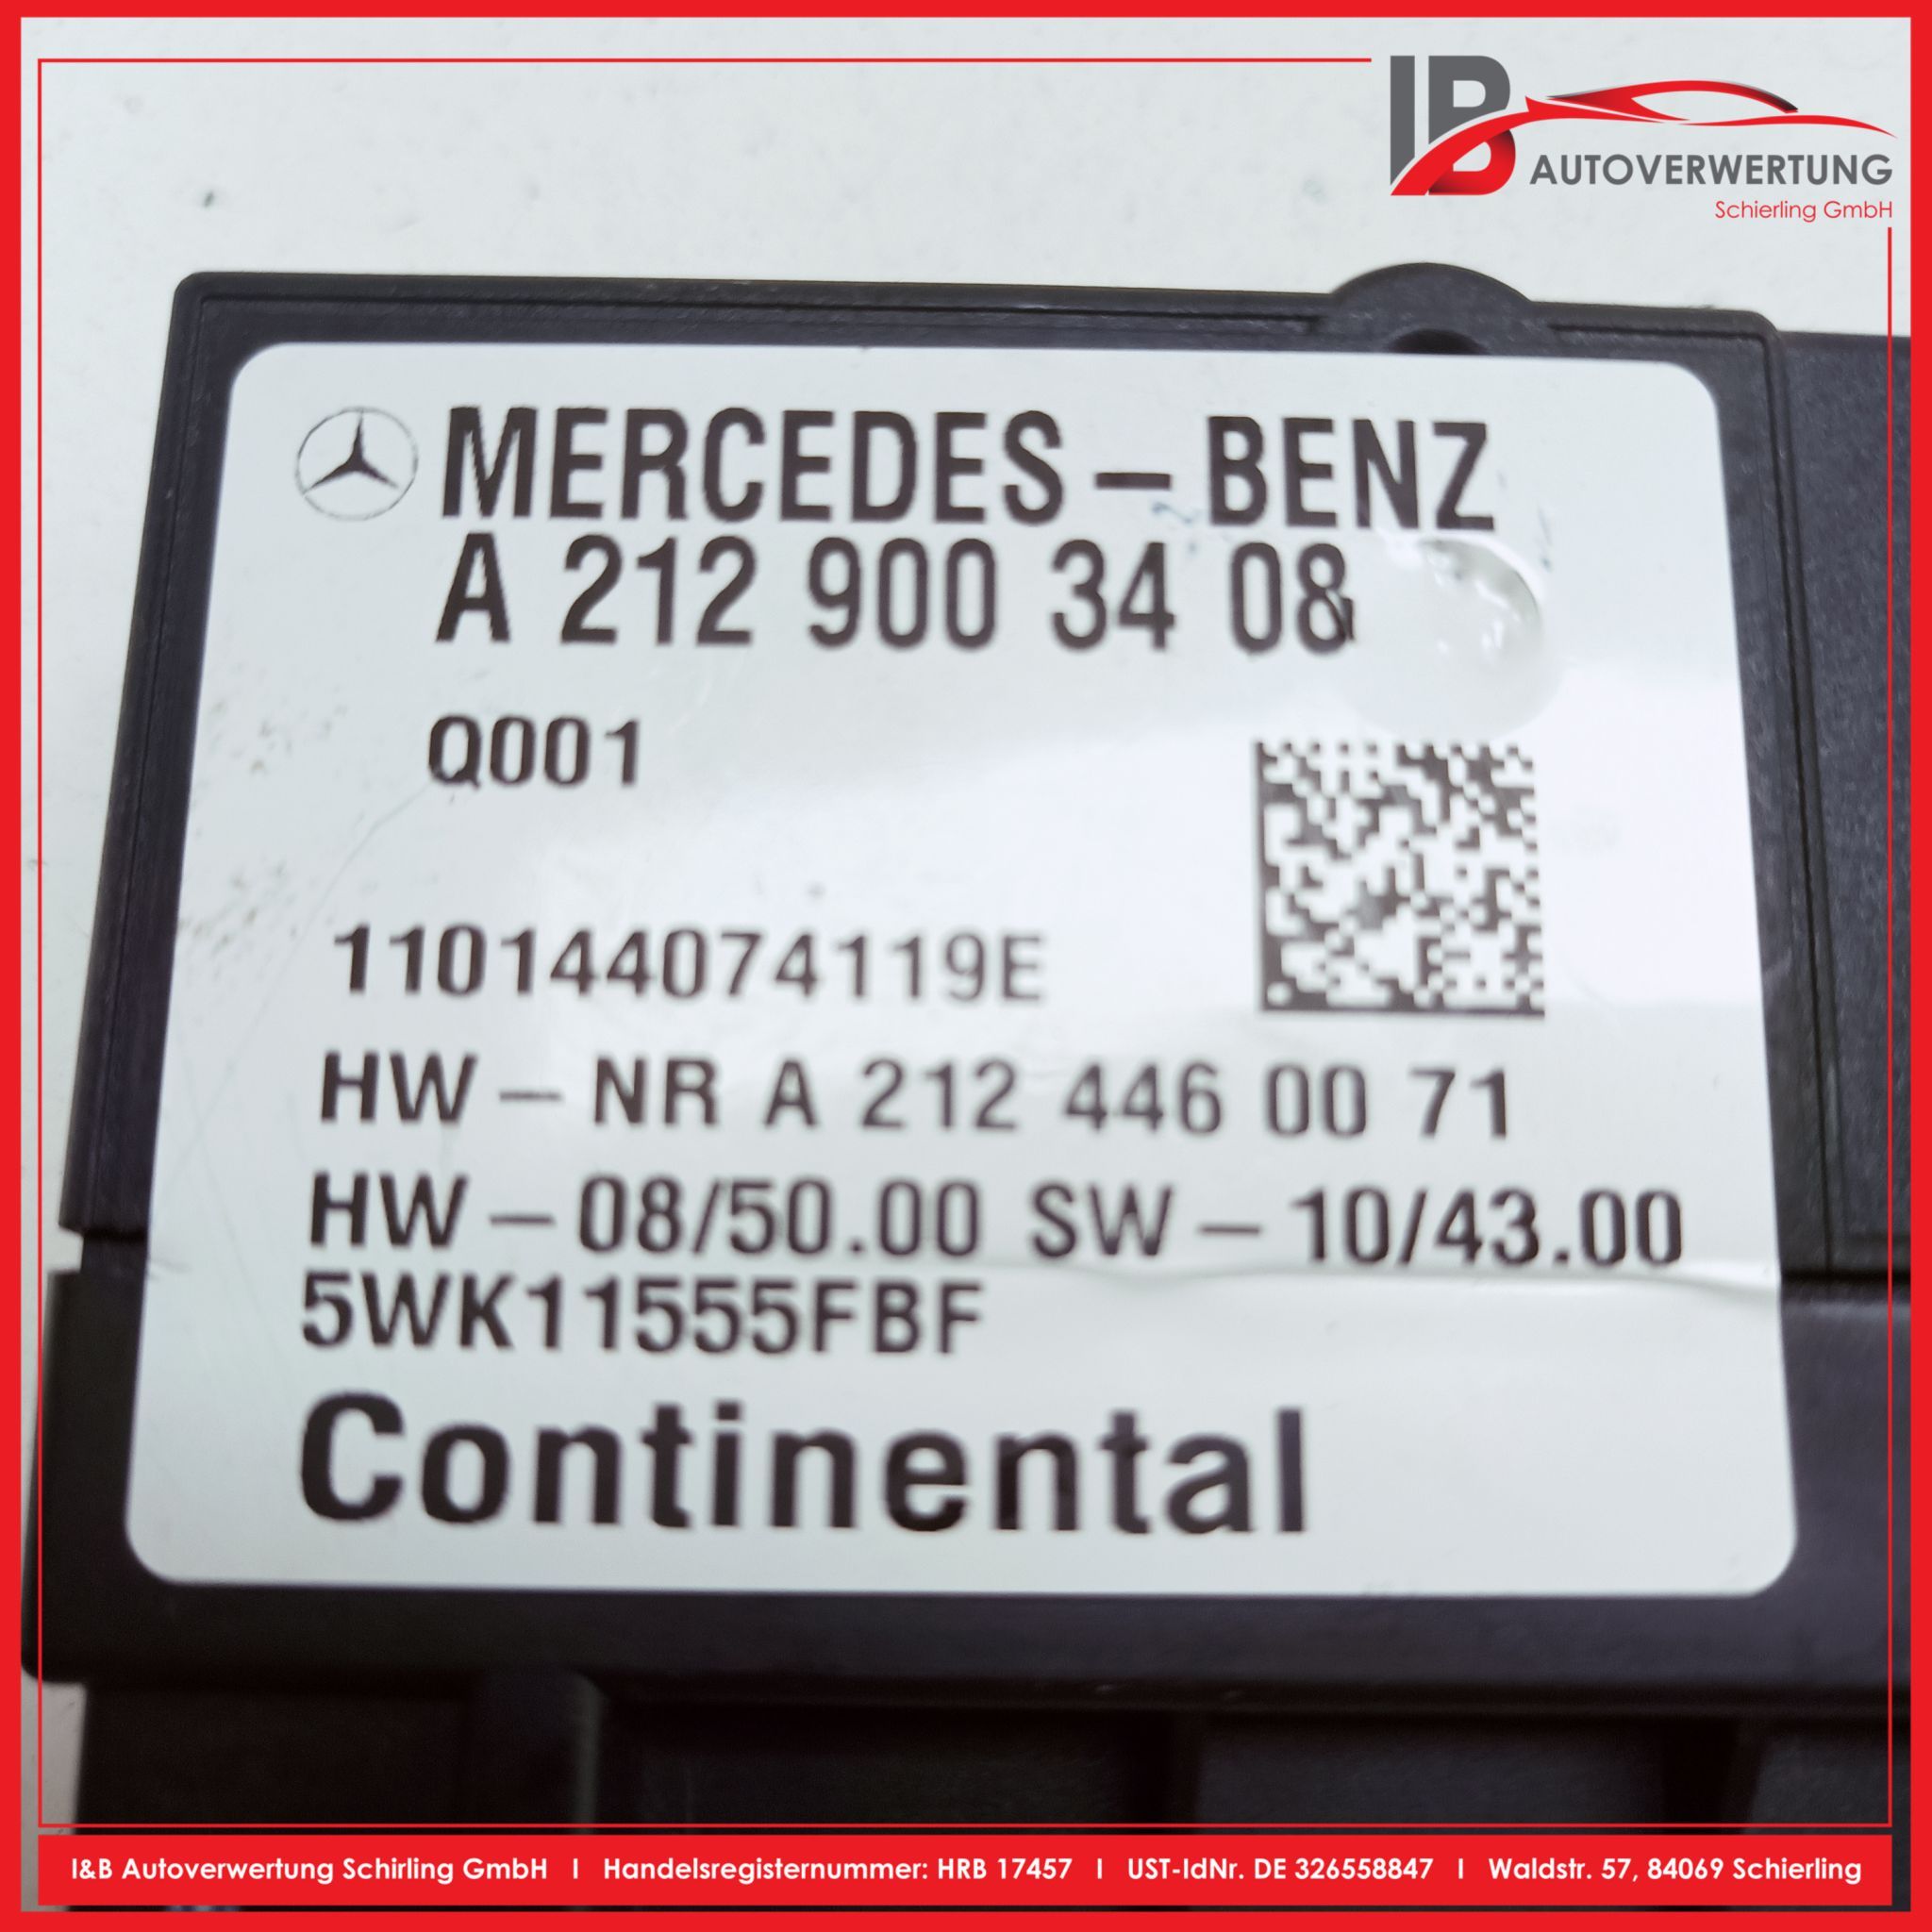 IB AUTOVERWERTUNG
Schierling GmbH
MERCEDES-BENZ
A 212 900 34 08
Q001
110144074119E
HW-NR A 212 446 00 71
HW-08/50.00 SW-10/43.00
5WK11555FBF
Continental
I&B Autoverwertung Schirling GmbH I Handelsregisternummer: HRB 17457 I UST-IdNr. DE 326558847 I Waldstr. 57, 84069 Schierling